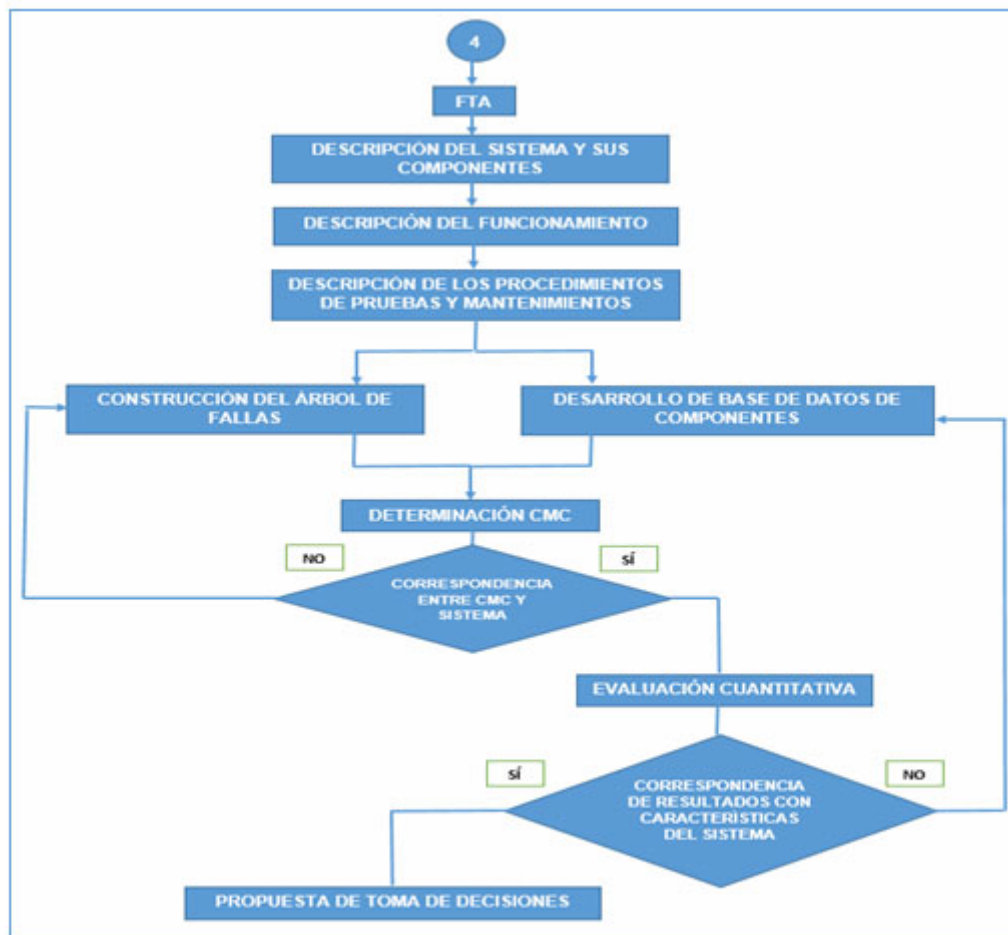 4
FTA
DESCRIPCIÓN DEL SISTEMA Y SUS
COMPONENTES
DESCRIPCIÓN DEL FUNCIONAMIENTO
DESCRIPCIÓN DE LOS PROCEDIMIENTOS
DE PRUEBAS Y MANTENIMIENTOS
CONSTRUCCIÓN DEL ÁRBOL DE
FALLAS
DESARROLLO DE BASE DE DATOS DE
COMPONENTES
DETERMINACIÓN CMC
NO
SÍ
CORRESPONDENCIA
ENTRE CMC Y
SISTEMA
EVALUACIÓN CUANTITATIVA
SÍ
NO
CORRESPONDENCIA
DE RESULTADOS CON
CARACTERÍSTICAS
DEL SISTEMA
PROPUESTA DE TOMA DE DECISIONES